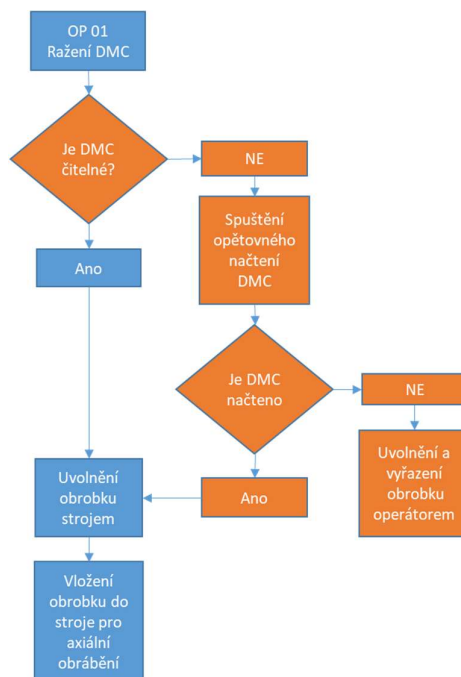 OP 01
Ražení DMC
Je DMC
čitelné?
NE
Spuštění
opětovného
načtení
DMC
Ano
Je DMC
načteno
NE
Uvolnění a
vyřazení
obrobku
operátorem
Ano
Uvolnění
obrobku
strojem
Vložení
obrobku do
stroje pro
axiální
obrábění